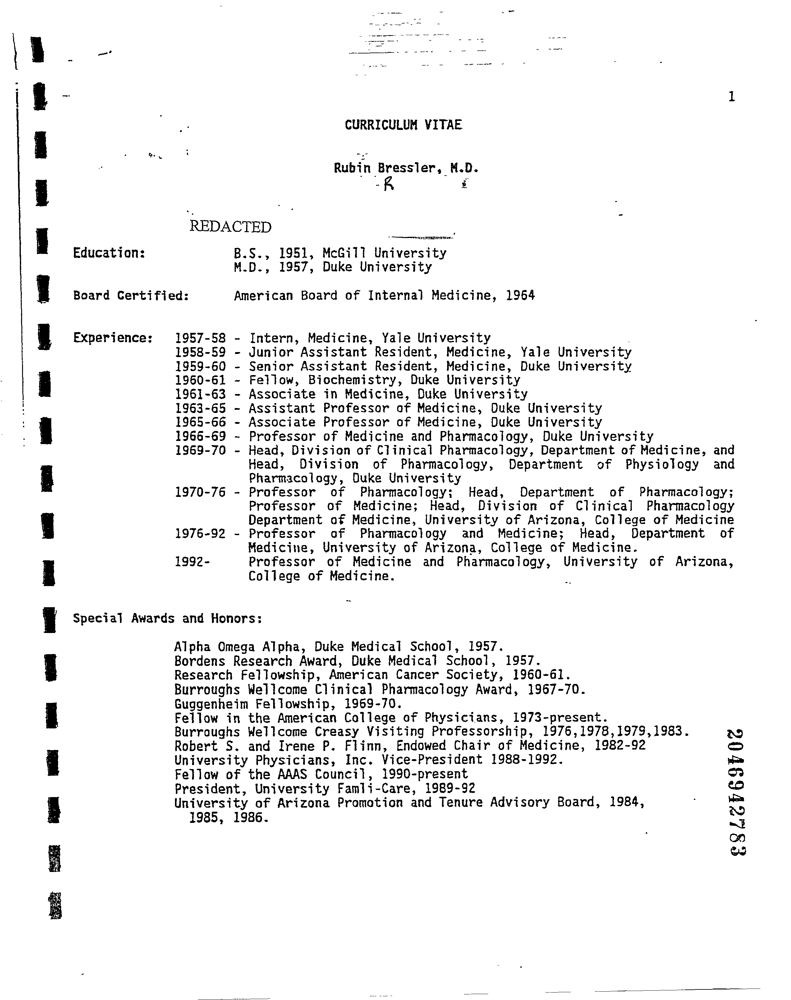 1
CURRICULUM VITAE
Rubin Bressler, M.D.
R
REDACTED
Education: B.S., 1951, McGill University
M.D., 1957, Duke University
Board Certified: American Board of Internal Medicine, 1964
Experience: 1957-58 - Intern, Medicine, Yale University
1958-59 - Junior Assistant Resident, Medicine, Yale University
1959-60 - Senior Assistant Resident, Medicine, Duke University
1960-61 - Fellow, Biochemistry, Duke University
1961-63 - Associate in Medicine, Duke University
1963-65 - Assistant Professor of Medicine, Duke University
1965-66 - Associate Professor of Medicine, Duke University
1966-69 - Professor of Medicine and Pharmacology, Duke University
1969-70 - Head, Division of Clinical Pharmacology, Department of Medicine, and
Head, Division of Pharmacology, Department of Physiology and
Pharmacology, Duke University
1970-76 - Professor of Pharmacology; Head, Department of Pharmacology;
Professor of Medicine; Head, Division of Clinical Pharmacology
Department of Medicine, University of Arizona, College of Medicine
1976-92 - Professor of Pharmacology and Medicine; Head, Department of
Medicine, University of Arizona, College of Medicine.
1992- Professor of Medicine and Pharmacology, University of Arizona,
College of Medicine.
Special Awards and Honors:
Alpha Omega Alpha, Duke Medical School, 1957.
Bordens Research Award, Duke Medical School, 1957.
Research Fellowship, American Cancer Society, 1960-61.
Burroughs Wellcome Clinical Pharmacology Award, 1967-70.
Guggenheim Fellowship, 1969-70.
Fellow in the American College of Physicians, 1973-present.
Burroughs Wellcome Creasy Visiting Professorship, 1976,1978,1979,1983.
Robert S. and Irene P. Flinn, Endowed Chair of Medicine, 1982-92
University Physicians, Inc. Vice-President 1988-1992.
Fellow of the AAAS Council, 1990-present
President, University Famli-Care, 1989-92
University of Arizona Promotion and Tenure Advisory Board, 1984,
1985, 1986.
2046942783